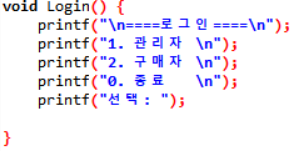 void Login() {
printf("\n====로그인====\n");
printf("1. 관리자 \n");
printf("2. 구매자 \n");
printf("0. 종료 \n");
printf("선택: ");
}